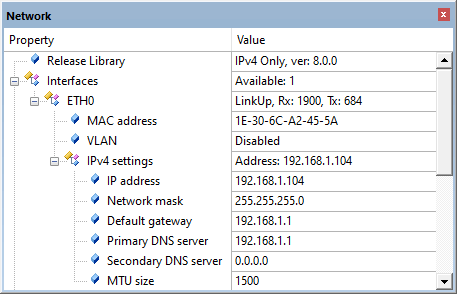 Network
Property Value
Release Library IPv4 Only, ver: 8.0.0
Interfaces Available: 1
ETH0 LinkUp, Rx: 1900, Tx: 684
MAC address 1E-30-6C-A2-45-5A
VLAN Disabled
IPv4 settings Address: 192.168.1.104
IP address 192.168.1.104
Network mask 255.255.255.0
Default gateway 192.168.1.1
Primary DNS server 192.168.1.1
Secondary DNS server 0.0.0.0
MTU size 1500